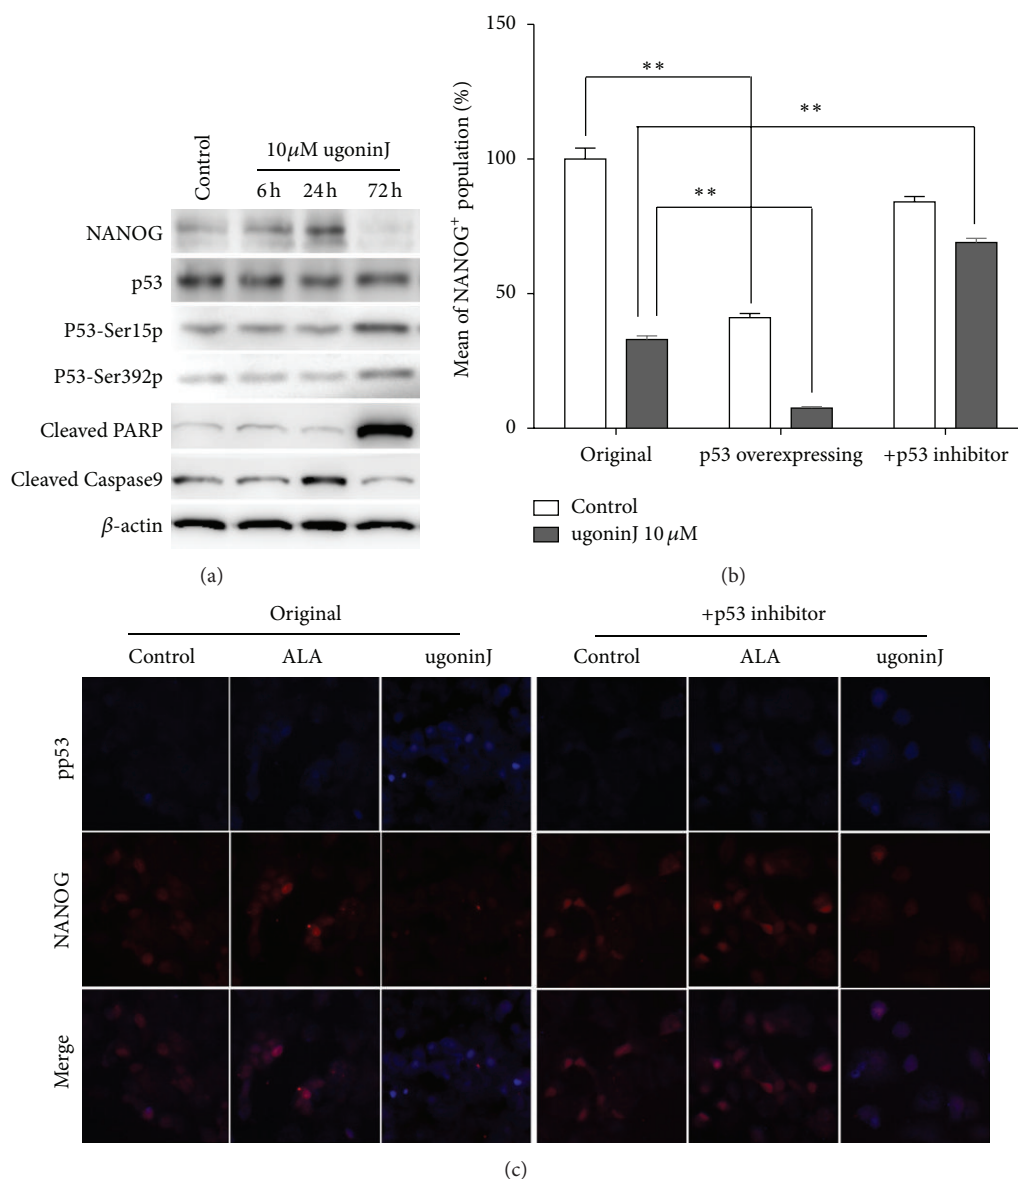 Control
10μM ugoninJ
6 h
24 h
72 h
NANOG
p53
P53-Ser15p
P53-Ser392p
Cleaved PARP
Cleaved Caspase9
β-actin
(a)
Mean of NANOG+ population (%)
150
100
50
0
**
**
**
Original
p53 overexpressing
+p53 inhibitor
Control
ugoninJ 10 μM
(b)
Original
+p53 inhibitor
Control
ALA
ugoninJ
Control
ALA
ugoninJ
pp53
NANOG
Merge
(c)